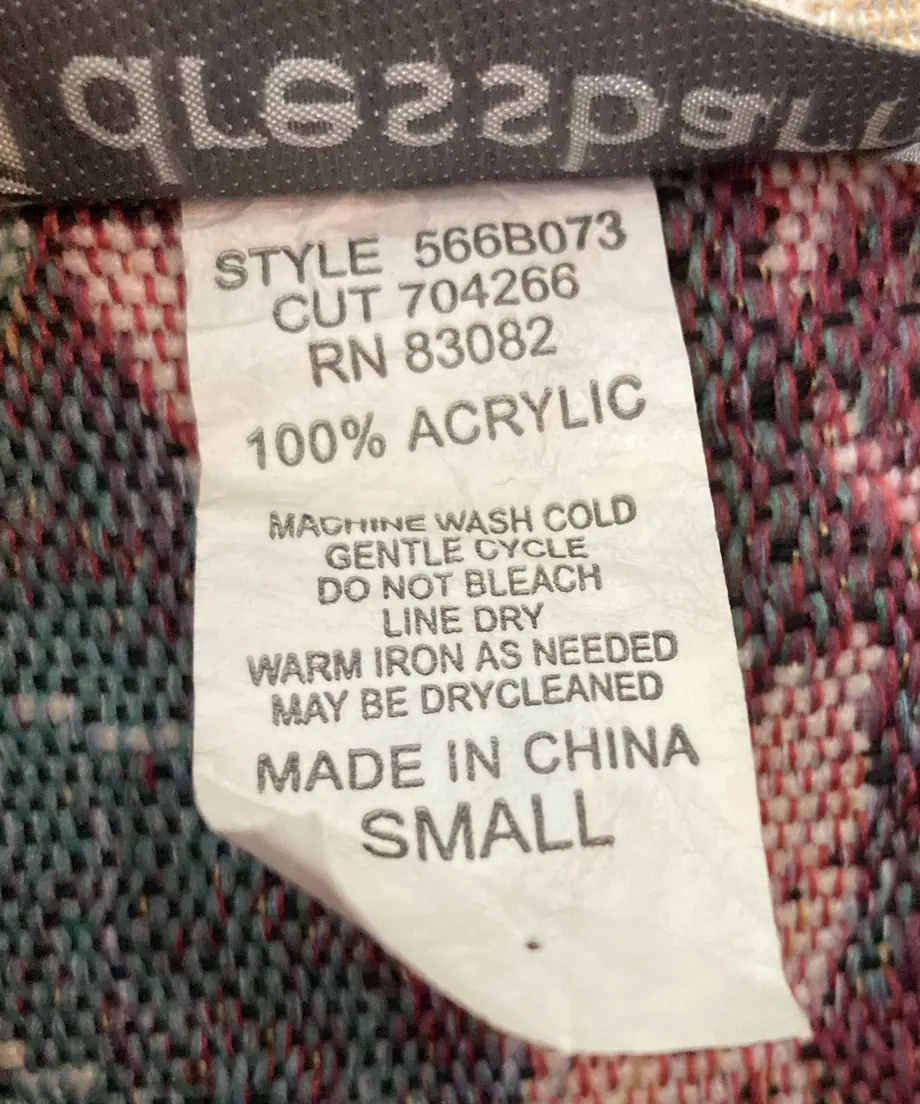 dressbarn
STYLE 566B073
CUT 704266
RN 83082
100% ACRYLIC
MACHINE WASH COLD
GENTLE CYCLE
DO NOT BLEACH
LINE DRY
WARM IRON AS NEEDED
MAY BE DRYCLEANED
MADE IN CHINA
SMALL